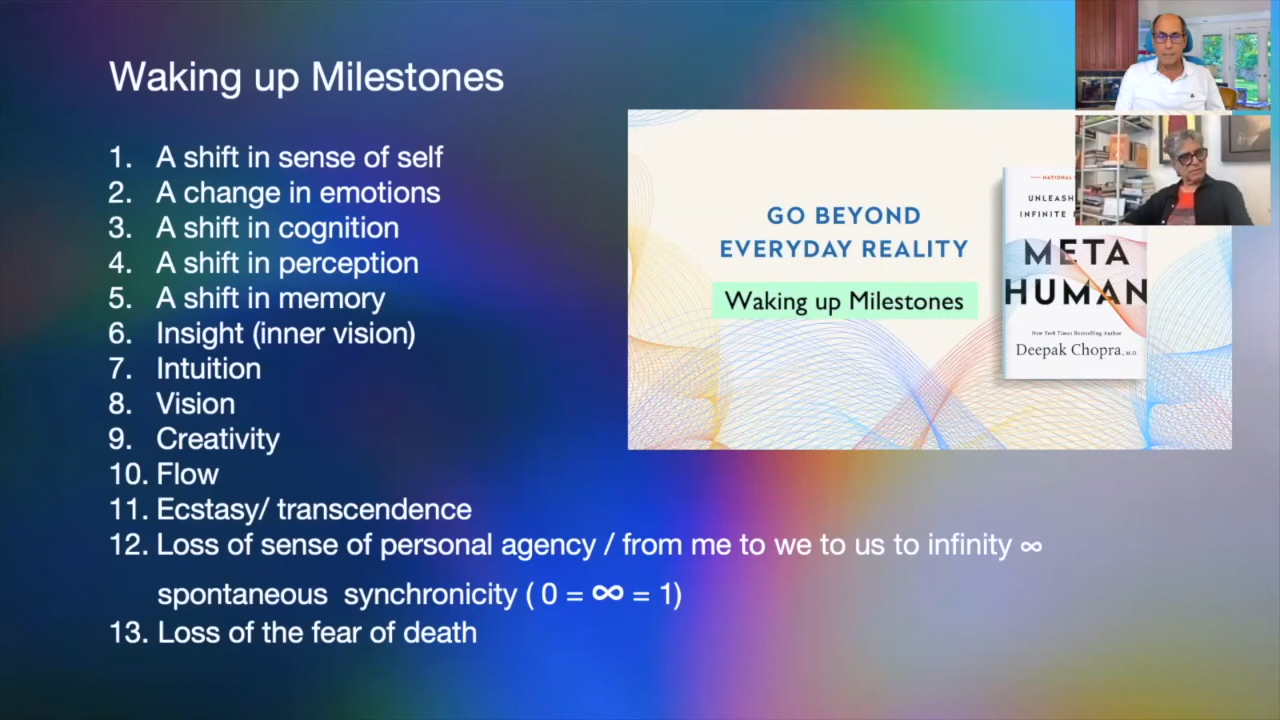 Waking up Milestones
1. A shift in sense of self
2. A change in emotions
3. A shift in cognition
4. A shift in perception
5. A shift in memory
6. Insight (inner vision)
7. Intuition
8. Vision
9. Creativity
10. Flow
11. Ecstasy/ transcendence
12. Loss of sense of personal agency / from me to we to us to infinity ∞
spontaneous synchronicity ( 0 = ∞ = 1)
13. Loss of the fear of death
GO BEYOND
EVERYDAY REALITY
Waking up Milestones
NATIONAL
UNLEASH
INFINITE
META
HUMAN
New York Times Bestselling Author
Deepak Chopra, M.D.